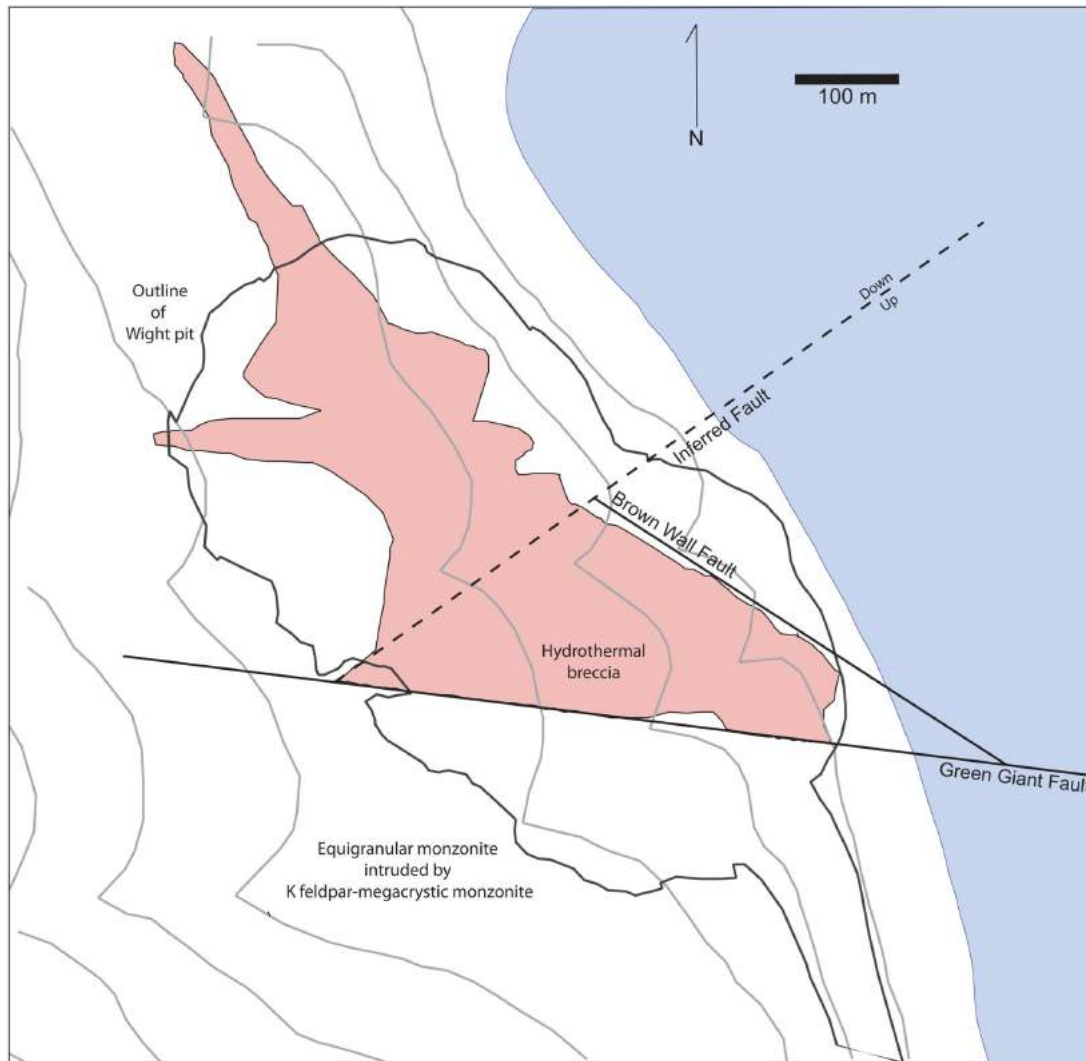 100 m
N
Outline
of
Wight pit
Down
Up
Inferred Fault
Brown Wall Fault
Hydrothermal
breccia
Green Giant Fault
Equigranular monzonite
intruded by
K feldpar-megacrystic monzonite